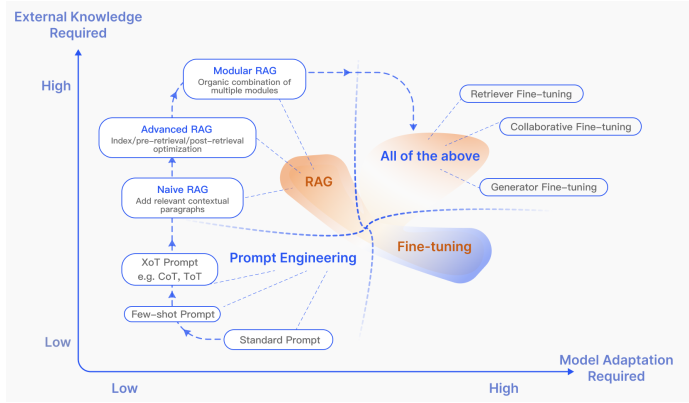 External Knowledge
Required
High
Modular RAG
Organic combination of
multiple modules
Retriever Fine-tuning
Collaborative Fine-tuning
Advanced RAG
Index/pre-retrieval/post-retrieval
optimization
All of the above
RAG
Generator Fine-tuning
Naive RAG
Add relevant contextual
paragraphs
Fine-tuning
Prompt Engineering
XoT Prompt
e.g. CoT, ToT
Few-shot Prompt
Standard Prompt
Low
Model Adaptation
Required
Low
High